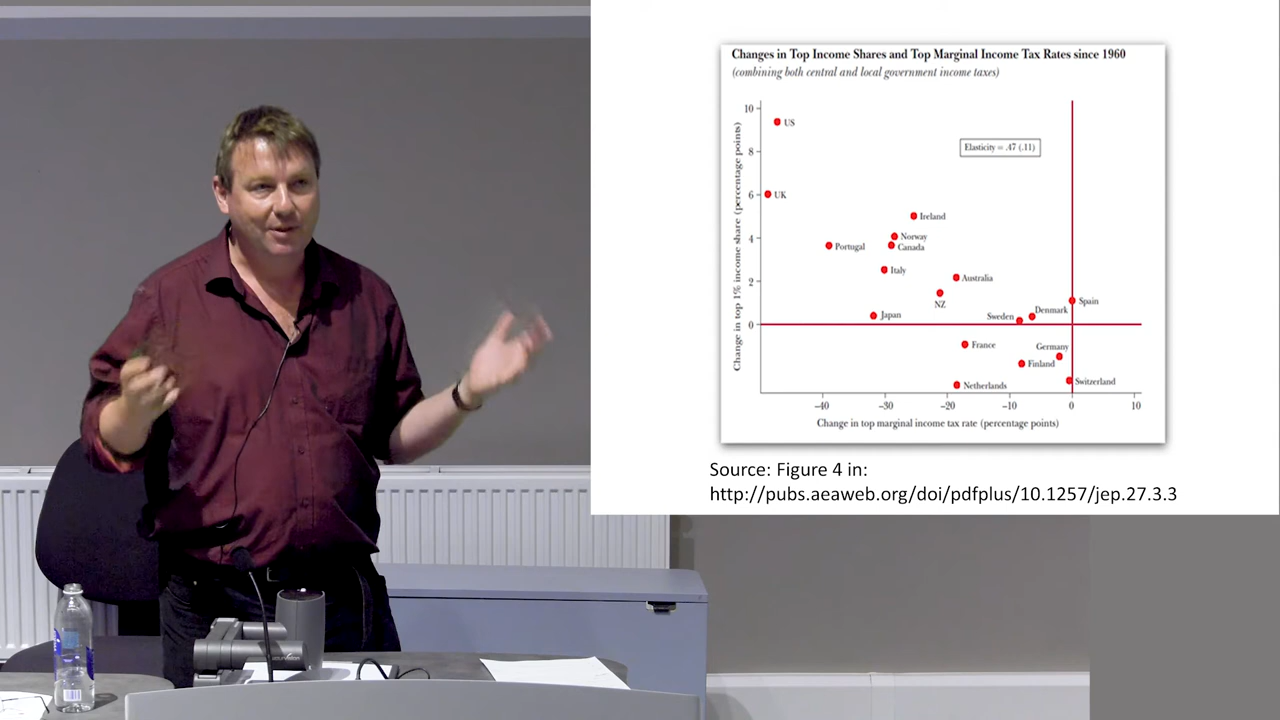 Changes in Top Income Shares and Top Marginal Income Tax Rates since 1960
(combining both central and local government income taxes)
Change in top 1% income share (percentage points)
10
8
6
4
2
0
US
Elasticity = .47 (.11)
UK
Ireland
Norway
Portugal
Canada
Italy
Australia
NZ
Spain
Japan
Sweden
Denmark
France
Germany
Finland
Netherlands
Switzerland
−40
−30
−20
−10
0
10
Change in top marginal income tax rate (percentage points)
Source: Figure 4 in:
http://pubs.aeaweb.org/doi/pdfplus/10.1257/jep.27.3.3